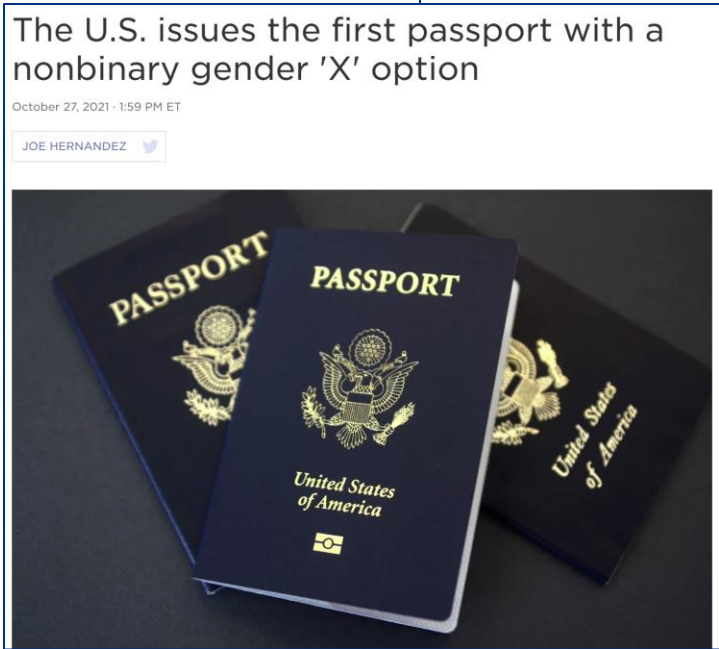 The U.S. issues the first passport with a
nonbinary gender 'X' option
October 27, 2021 · 1:59 PM ET
JOE HERNANDEZ
PASSPORT
PASSPORT
United States
of America
United States
of America